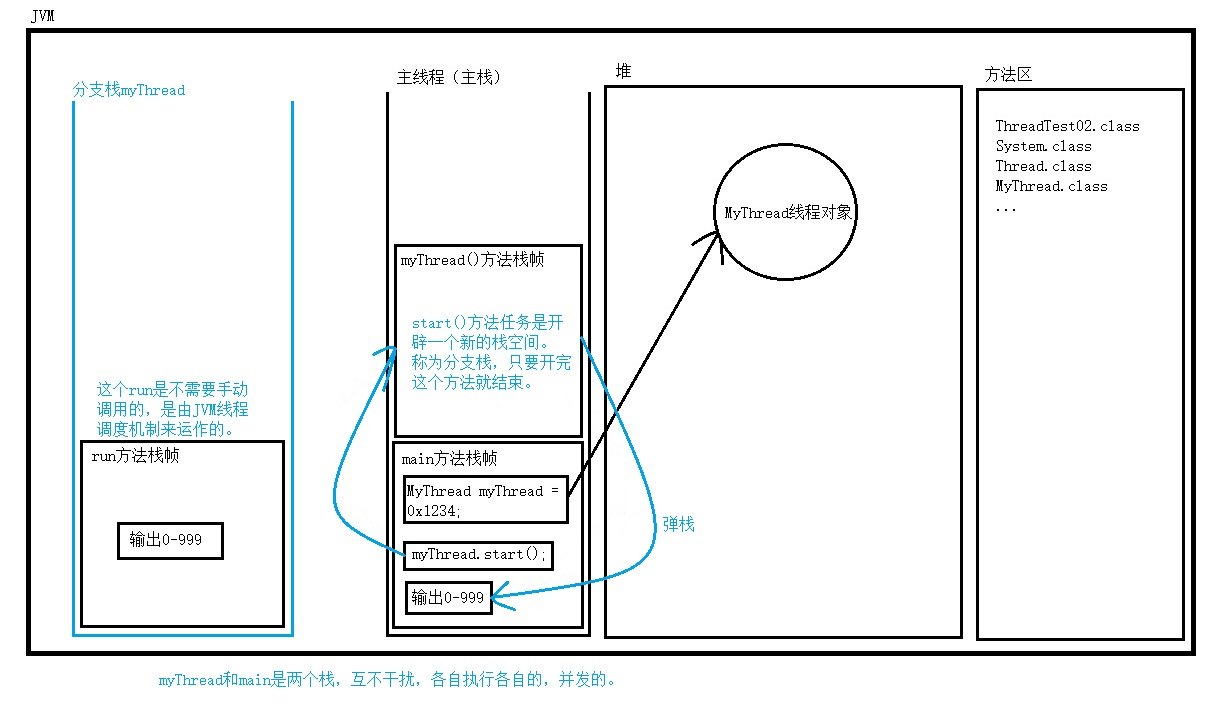 JVM
分支栈myThread
主线程（主栈）
堆
方法区
ThreadTest02.class
System.class
Thread.class
MyThread.class
...
MyThread线程对象
myThread()方法栈帧
start()方法任务是开
辟一个新的栈空间。
称为分支栈，只要开完
这个方法就结束。
这个run是不需要手动
调用的，是由JVM线程
调度机制来运作的。
run方法栈帧
输出0-999
main方法栈帧
MyThread myThread =
0x1234;
myThread.start();
输出0-999
弹栈
myThread和main是两个栈，互不干扰，各自执行各自的，并发的。